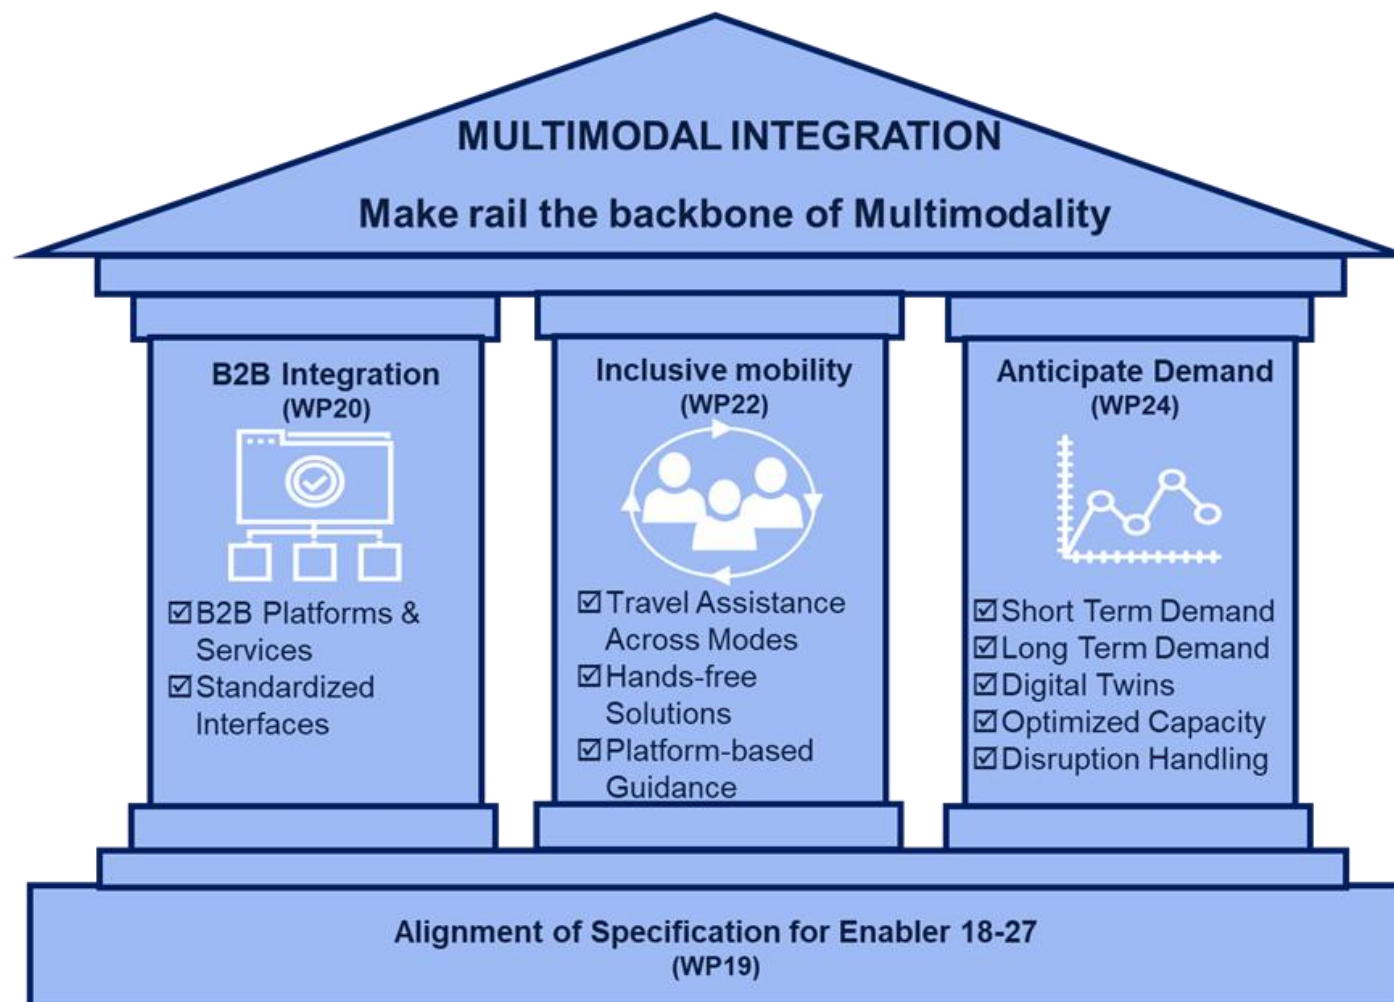 MULTIMODAL INTEGRATION
Make rail the backbone of Multimodality
B2B Integration
(WP20)
☑B2B Platforms &
Services
☑Standardized
Interfaces
Inclusive mobility
(WP22)
☑Travel Assistance
Across Modes
☑Hands-free
Solutions
☑Platform-based
Guidance
Anticipate Demand
(WP24)
☑Short Term Demand
☑Long Term Demand
☑Digital Twins
☑Optimized Capacity
☑Disruption Handling
Alignment of Specification for Enabler 18-27
(WP19)